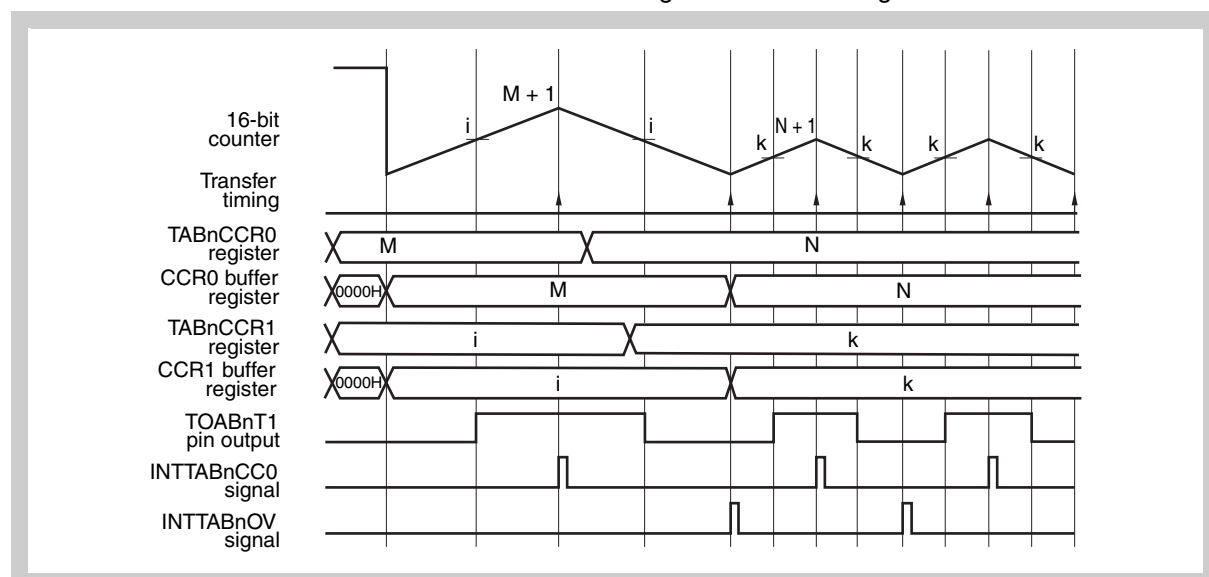 M + 1
16-bit
counter
i
i
N + 1
k
k
k
k
Transfer
timing
TABnCCR0
register
M
N
CCR0 buffer
register
0000H
M
N
TABnCCR1
register
i
k
CCR1 buffer
register
0000H
i
k
TOABnT1
pin output
INTTABnCC0
signal
INTTABnOV
signal